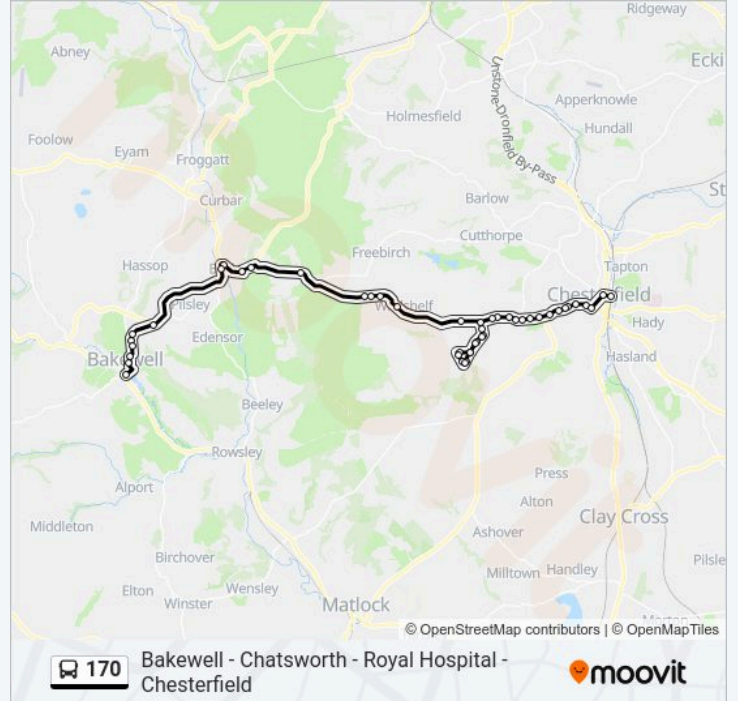 Ridgeway
Abney
Ecki
Unstone-Dronfield By-Pass
Apperknowle
Holmesfield
Hundall
Foolow
Eyam
Froggatt
St
Curbar
Barlow
Cutthorpe
Freebirch
Hassop
Tapton
Chesterfield
Pilsley
Hady
Edensor
Bakewell
Hasland
Beeley
Rowsley
Press
Alport
Alton
Clay Cross
Middleton
Ashover
Birchover
Milltown
Handley
Pilsle
Elton
Wensley
Winster
Matlock
© OpenStreetMap contributors | © OpenMapTiles
170
Bakewell - Chatsworth - Royal Hospital -
Chesterfield
moovit